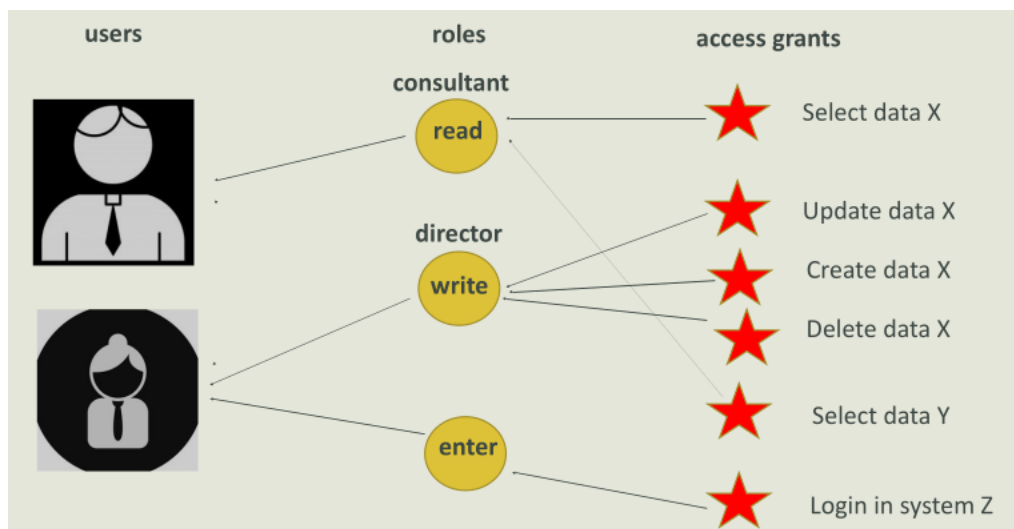 users
roles
access grants
consultant
read
Select data X
Update data X
director
write
Create data X
Delete data X
Select data Y
enter
Login in system Z